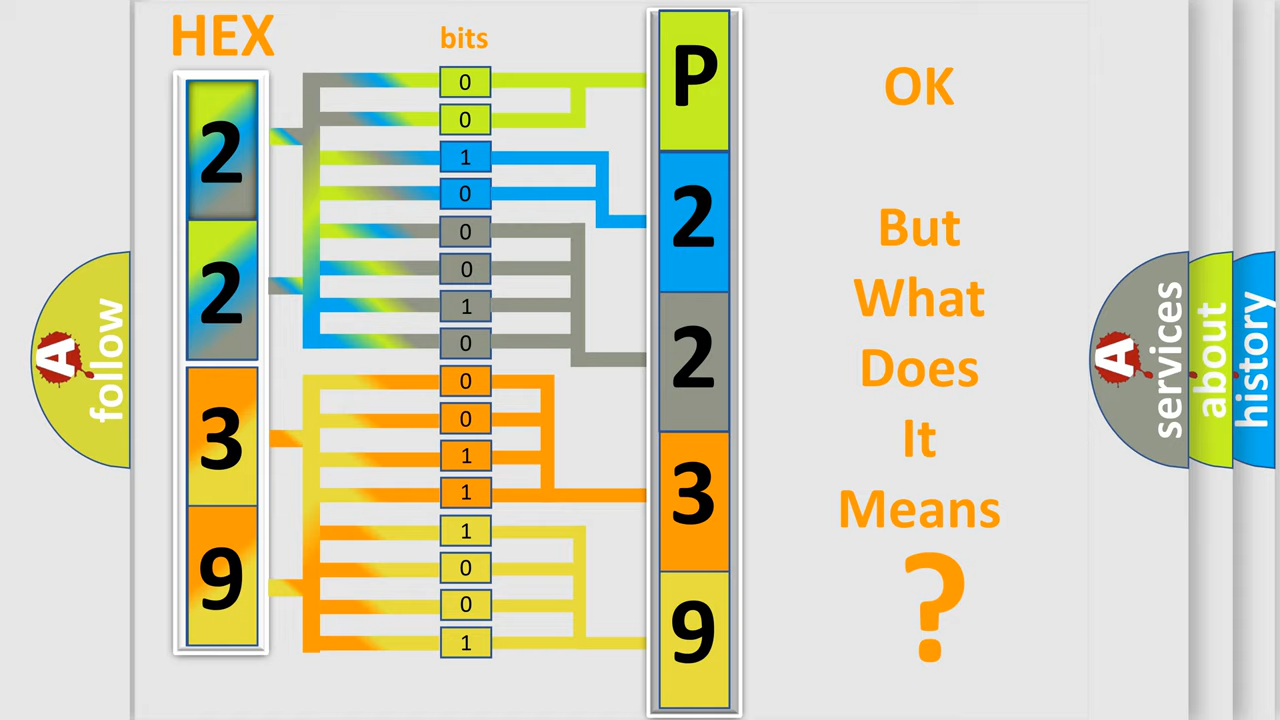 HEX
bits
2
2
3
9
0
0
1
0
0
0
1
0
0
0
1
1
1
0
0
1
P
2
2
3
9
OK
But
What
Does
It
Means
?
A
follow
A
services
about
history